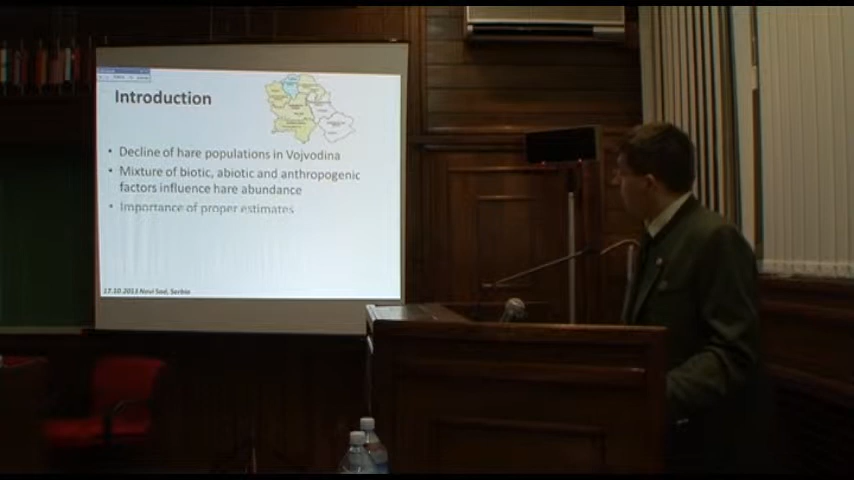 Introduction
• Decline of hare populations in Vojvodina
• Mixture of biotic, abiotic and anthropogenic
factors influence hare abundance
• Importance of proper estimates
17.10.2013 Novi Sad, Serbia